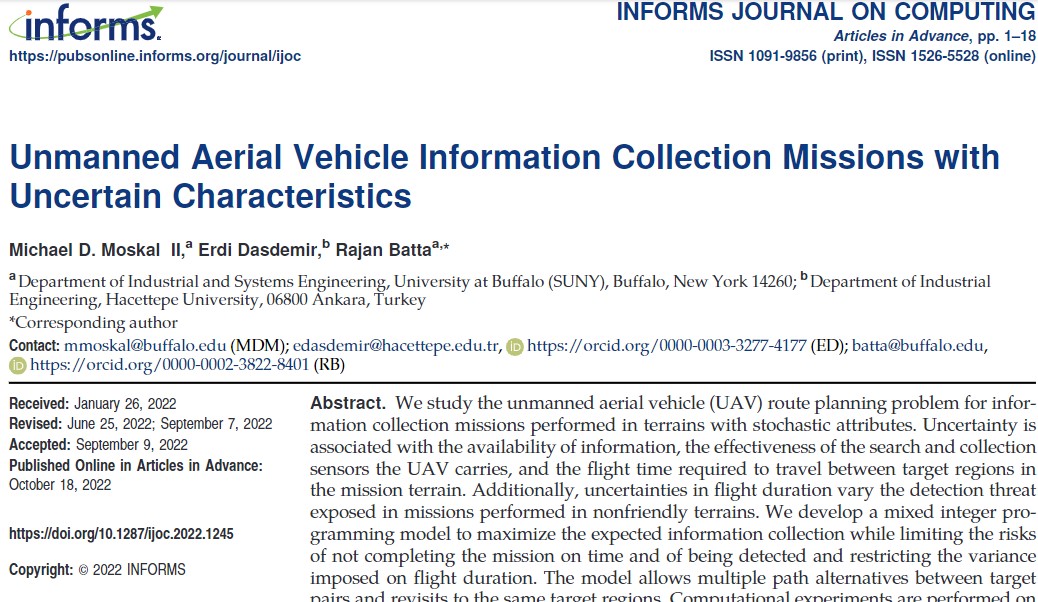 informs.
https://pubsonline.informs.org/journal/ijoc
INFORMS JOURNAL ON COMPUTING
Articles in Advance, pp. 1–18
ISSN 1091-9856 (print), ISSN 1526-5528 (online)
Unmanned Aerial Vehicle Information Collection Missions with
Uncertain Characteristics
Michael D. Moskal II,a Erdi Dasdemir,b Rajan Battaa,*
a Department of Industrial and Systems Engineering, University at Buffalo (SUNY), Buffalo, New York 14260; b Department of Industrial
Engineering, Hacettepe University, 06800 Ankara, Turkey
*Corresponding author
Contact: mmoskal@buffalo.edu (MDM); edasdemir@hacettepe.edu.tr, iD https://orcid.org/0000-0003-3277-4177 (ED); batta@buffalo.edu,
iD https://orcid.org/0000-0002-3822-8401 (RB)
Received: January 26, 2022
Revised: June 25, 2022; September 7, 2022
Accepted: September 9, 2022
Published Online in Articles in Advance:
October 18, 2022
https://doi.org/10.1287/ijoc.2022.1245
Copyright: © 2022 INFORMS
Abstract. We study the unmanned aerial vehicle (UAV) route planning problem for infor-
mation collection missions performed in terrains with stochastic attributes. Uncertainty is
associated with the availability of information, the effectiveness of the search and collection
sensors the UAV carries, and the flight time required to travel between target regions in
the mission terrain. Additionally, uncertainties in flight duration vary the detection threat
exposed in missions performed in nonfriendly terrains. We develop a mixed integer pro-
gramming model to maximize the expected information collection while limiting the risks
of not completing the mission on time and of being detected and restricting the variance
imposed on flight duration. The model allows multiple path alternatives between target
pairs and revisits to the same target regions. Computational experiments are performed on